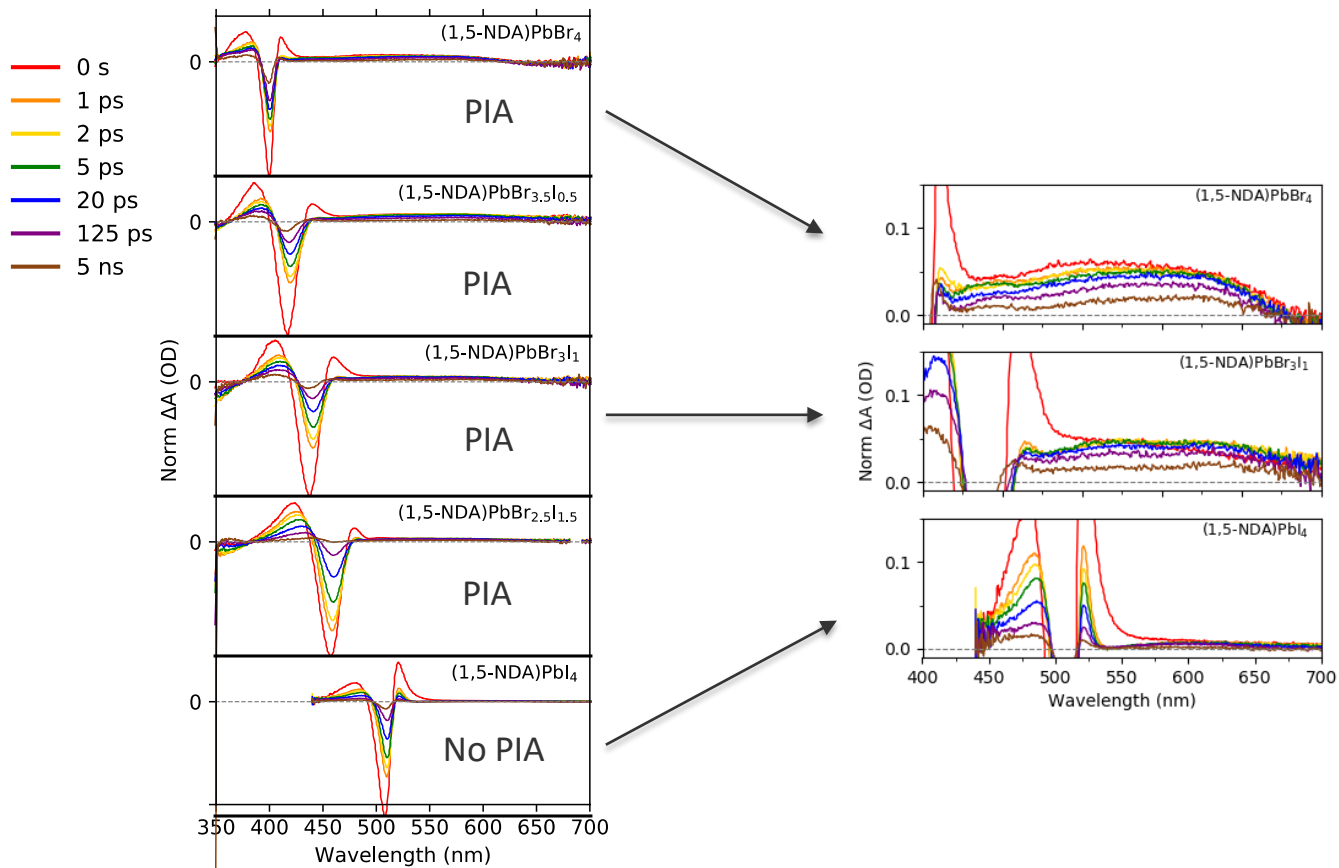 0 s
1 ps
2 ps
5 ps
20 ps
125 ps
5 ns
Norm ΔA (OD)
(1,5-NDA)PbBr4
0
PIA
(1,5-NDA)PbBr3.5I0.5
0
PIA
(1,5-NDA)PbBr3I1
0
PIA
(1,5-NDA)PbBr2.5I1.5
0
PIA
(1,5-NDA)PbI4
0
No PIA
350 400 450 500 550 600 650 700
Wavelength (nm)
(1,5-NDA)PbBr4
0.1
0.0
(1,5-NDA)PbBr3I1
0.1
0.0
Norm ΔA (OD)
(1,5-NDA)PbI4
0.1
0.0
400 450 500 550 600 650 700
Wavelength (nm)